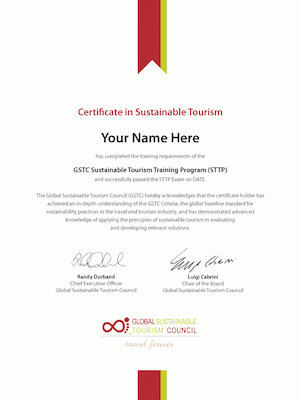 Certificate in Sustainable Tourism
Your Name Here
has completed the training requirements of the
GSTC Sustainable Tourism Training Program (STTP)
and successfully passed the STTP Exam on DATE.
The Global Sustainable Tourism Council (GSTC) hereby acknowledges that the certificate holder has
achieved an in-depth understanding of the GSTC Criteria, the global baseline standard for
sustainability practices in the travel and tourism industry, and has demonstrated advanced
knowledge of applying the principles of sustainable tourism in evaluating
and developing relevant solutions.
Randy Durband
Chief Executive Officer
Global Sustainable Tourism Council
Luigi Cabrini
Chair of the Board
Global Sustainable Tourism Council
GLOBAL SUSTAINABLE
TOURISM COUNCIL
travel forever